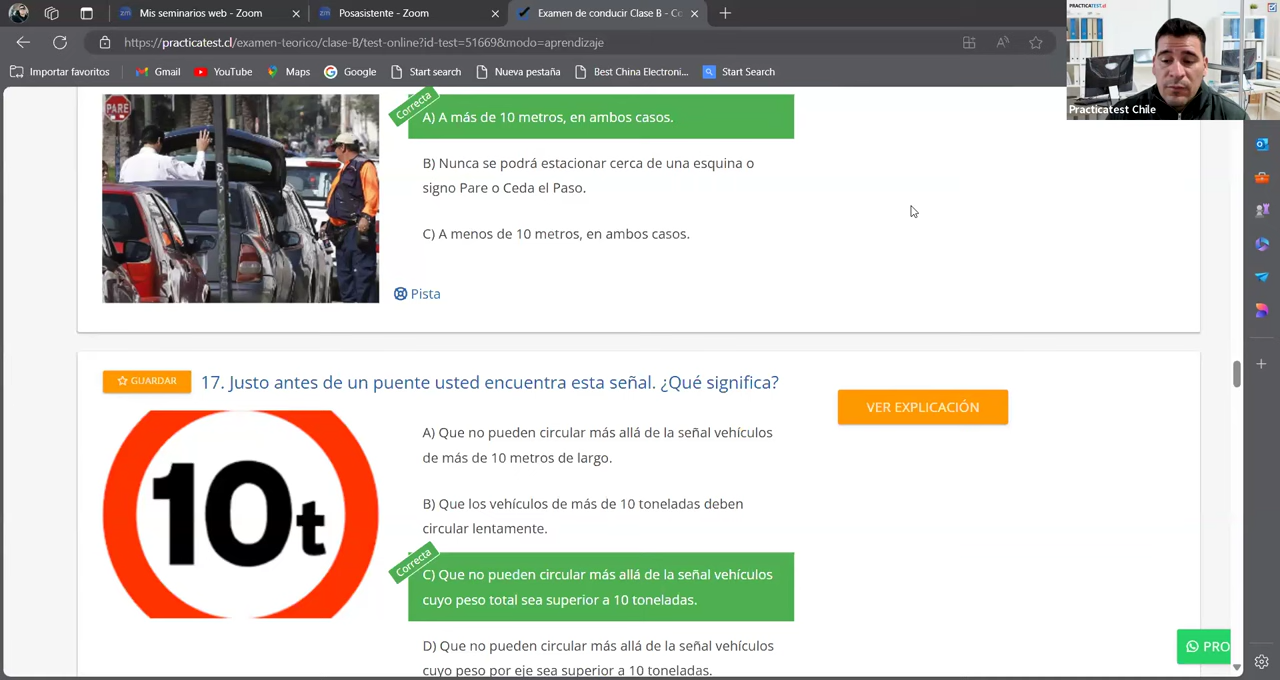 Mis seminarios web - Zoom
Posasistente - Zoom
Examen de conducir Clase B - Co
https://practicatest.cl/examen-teorico/clase-B/test-online?id-test=51669&modo=aprendizaje
Importar favoritos
Gmail
YouTube
Maps
Google
Start search
Nueva pestaña
Best China Electroni...
Start Search
PRACTICATEST.cl
Practicatest Chile
PARE
Correcta
A) A más de 10 metros, en ambos casos.
B) Nunca se podrá estacionar cerca de una esquina o
signo Pare o Ceda el Paso.
C) A menos de 10 metros, en ambos casos.
Pista
GUARDAR
17. Justo antes de un puente usted encuentra esta señal. ¿Qué significa?
VER EXPLICACIÓN
10t
A) Que no pueden circular más allá de la señal vehículos
de más de 10 metros de largo.
B) Que los vehículos de más de 10 toneladas deben
circular lentamente.
Correcta
C) Que no pueden circular más allá de la señal vehículos
cuyo peso total sea superior a 10 toneladas.
D) Que no pueden circular más allá de la señal vehículos
cuyo peso por eje sea superior a 10 toneladas.
PRO